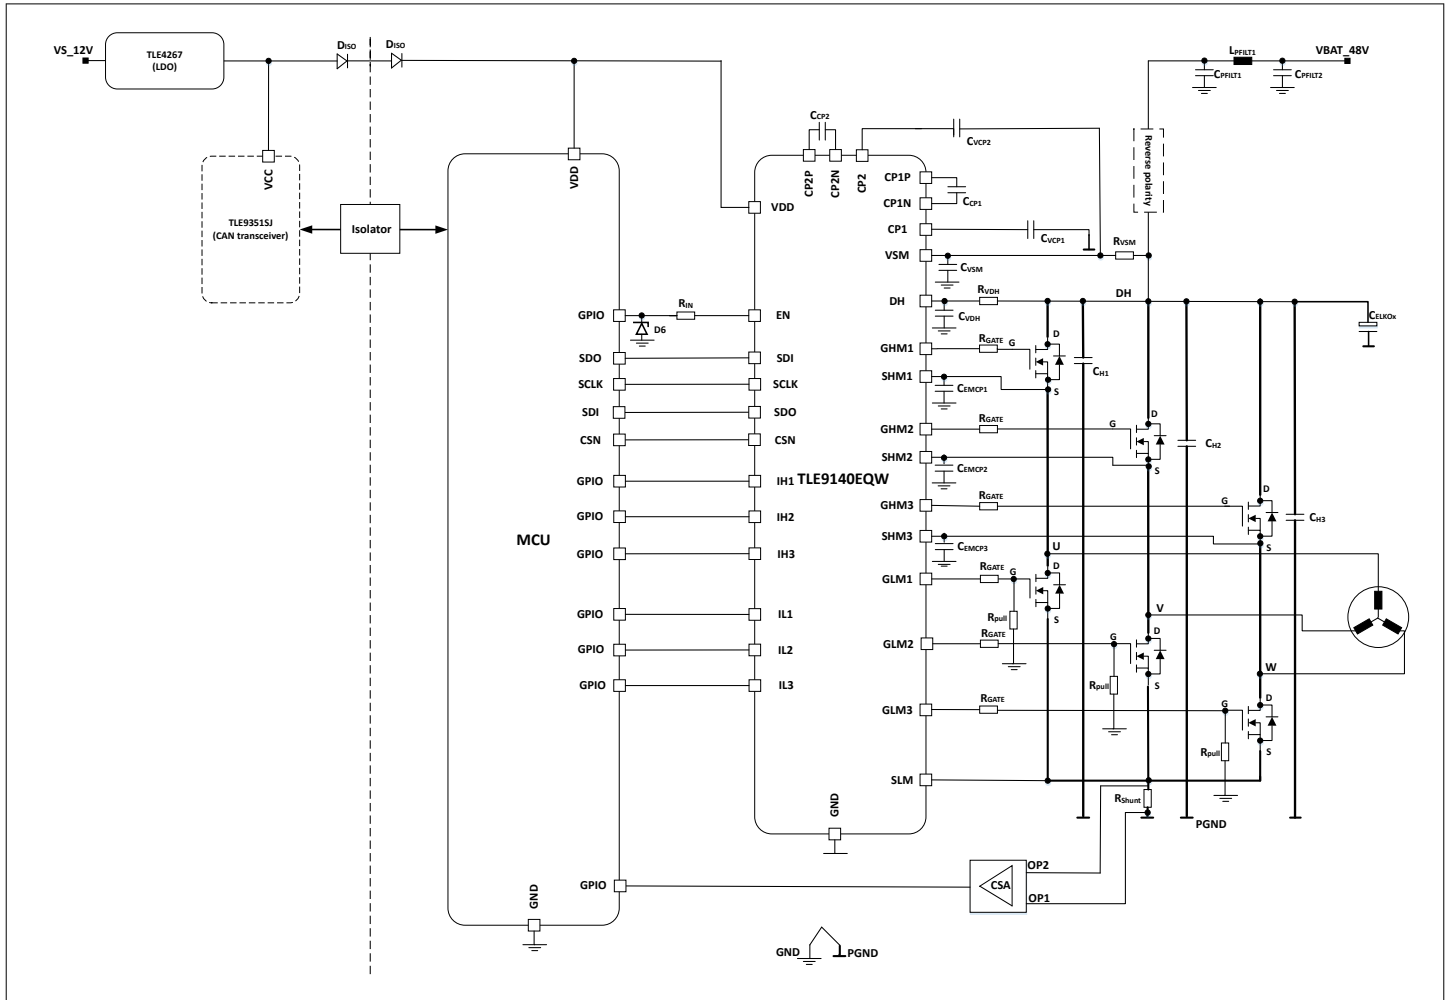 VS_12V
TLE4267
(LDO)
DISO
DISO
LPFILT1
VBAT_48V
CPFILT1
CPFILT2
CCP2
CVCP2
Reverse polarity
VCC
VDD
CP2P
CP2N
CP2
CP1P
CP1N
CCP1
VDD
TLE9351SJ
(CAN transceiver)
Isolator
CP1
CVCP1
RVSM
VSM
CVSM
RVDH
DH
DH
CVDH
CELKOx
GPIO
RIN
D6
EN
GHM1
RGATE
G
D
S
CH1
SDO
SDI
SHM1
CEMCP1
SCLK
SCLK
SDI
SDO
GHM2
RGATE
G
D
S
CH2
CSN
CSN
SHM2
CEMCP2
TLE9140EQW
GPIO
IH1
GHM3
RGATE
G
D
S
CH3
GPIO
IH2
SHM3
CEMCP3
MCU
GPIO
IH3
U
GLM1
RGATE
G
D
S
Rpull
GPIO
IL1
V
GLM2
RGATE
G
D
S
Rpull
GPIO
IL2
W
GPIO
IL3
GLM3
RGATE
G
D
S
Rpull
SLM
RShunt
PGND
GND
OP2
CSA
OP1
GPIO
GND
GND
PGND